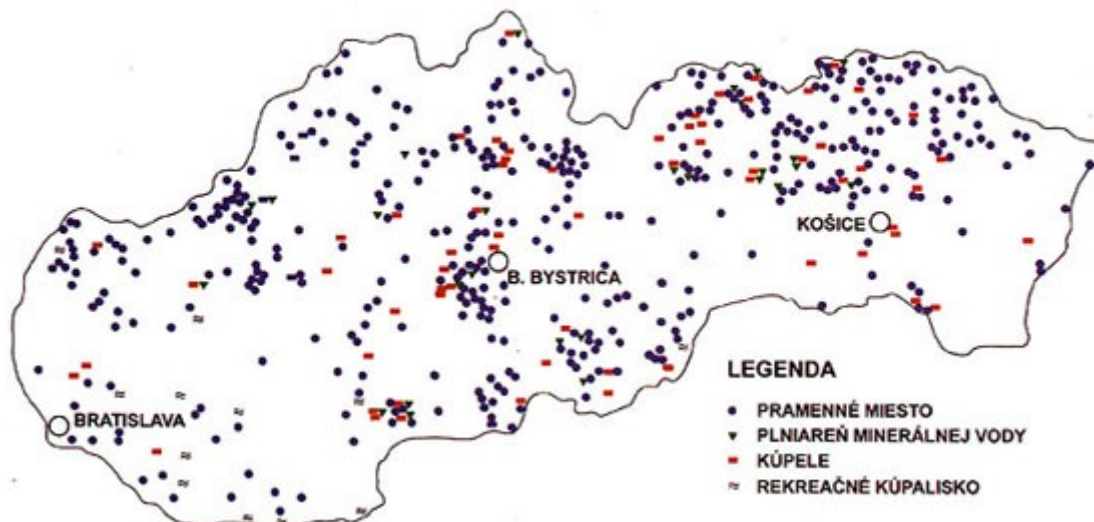 KOŠICE
B. BYSTRICA
BRATISLAVA
LEGENDA
PRAMENNÉ MIESTO
PLNIAREŇ MINERÁLNEJ VODY
KÚPELE
REKREAČNÉ KÚPALISKO